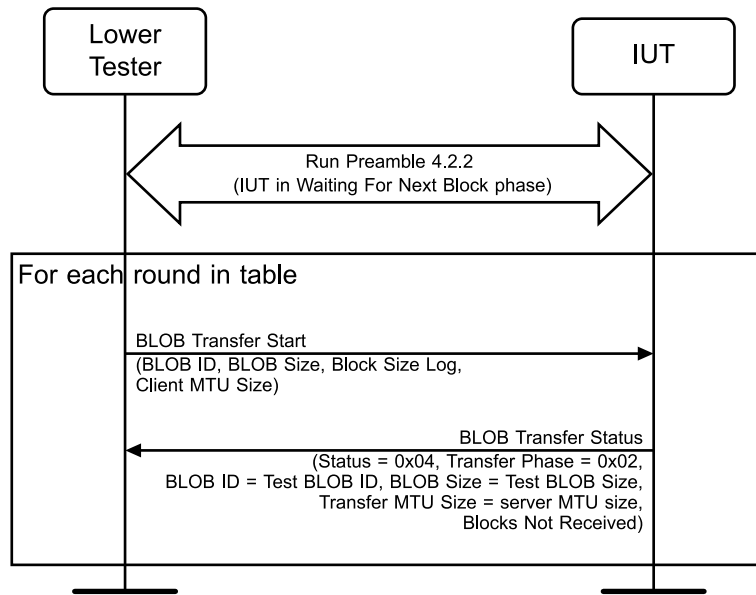 Lower
Tester
IUT
Run Preamble 4.2.2
(IUT in Waiting For Next Block phase)
For each round in table
BLOB Transfer Start
(BLOB ID, BLOB Size, Block Size Log,
Client MTU Size)
BLOB Transfer Status
(Status = 0x04, Transfer Phase = 0x02,
BLOB ID = Test BLOB ID, BLOB Size = Test BLOB Size,
Transfer MTU Size = server MTU size,
Blocks Not Received)